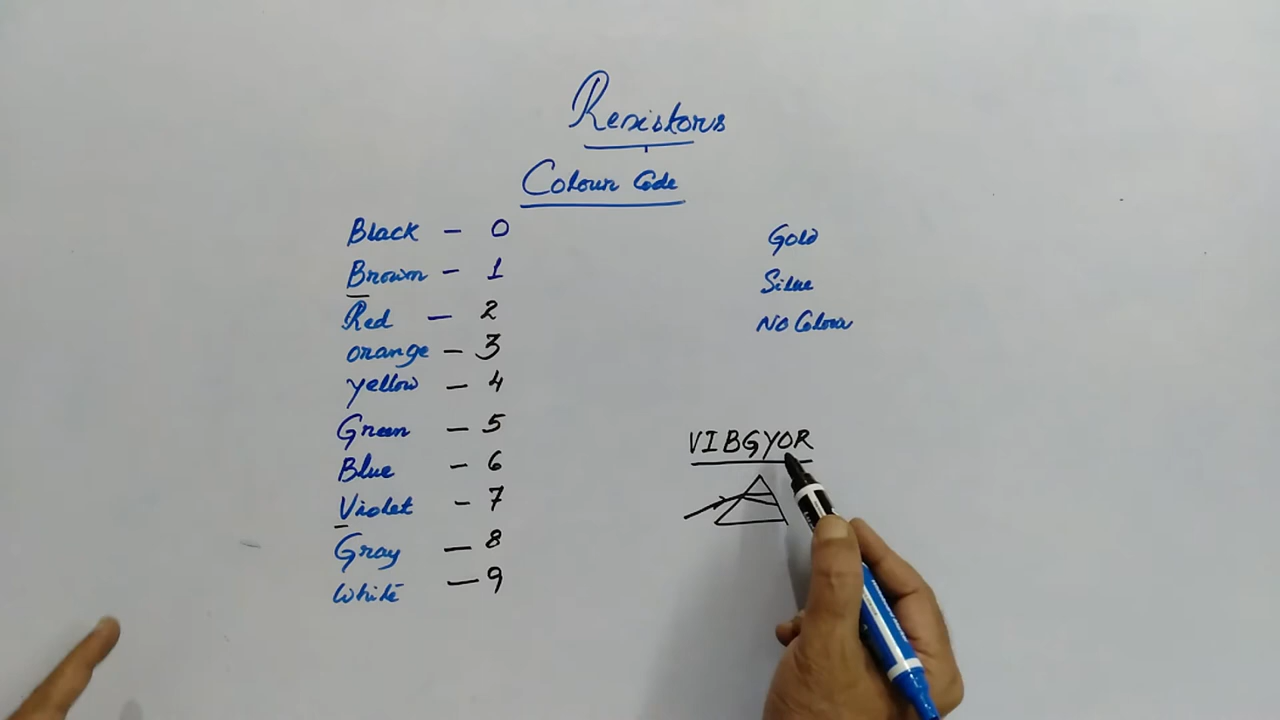 Resistors
Colour Code
Black - 0
Brown - 1
Red - 2
orange - 3
yellow - 4
Green - 5
Blue - 6
Violet - 7
Gray - 8
White - 9
Gold
Silve
NO Colour
VIBGYOR